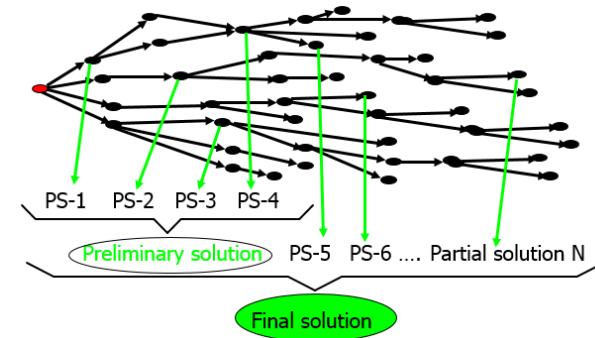 PS-1 PS-2 PS-3 PS-4
Preliminary solution PS-5 PS-6 .... Partial solution N
Final solution